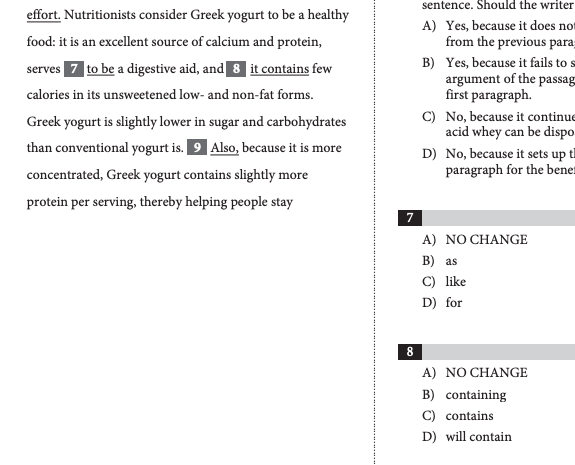 effort. Nutritionists consider Greek yogurt to be a healthy
food: it is an excellent source of calcium and protein,
serves 7 to be a digestive aid, and 8 it contains few
calories in its unsweetened low- and non-fat forms.
Greek yogurt is slightly lower in sugar and carbohydrates
than conventional yogurt is. 9 Also, because it is more
concentrated, Greek yogurt contains slightly more
protein per serving, thereby helping people stay
sentence. Should the writer
A) Yes, because it does not
from the previous para
B) Yes, because it fails to s
argument of the passag
first paragraph.
C) No, because it continue
acid whey can be dispo
D) No, because it sets up th
paragraph for the benef
7
A) NO CHANGE
B) as
C) like
D) for
8
A) NO CHANGE
B) containing
C) contains
D) will contain